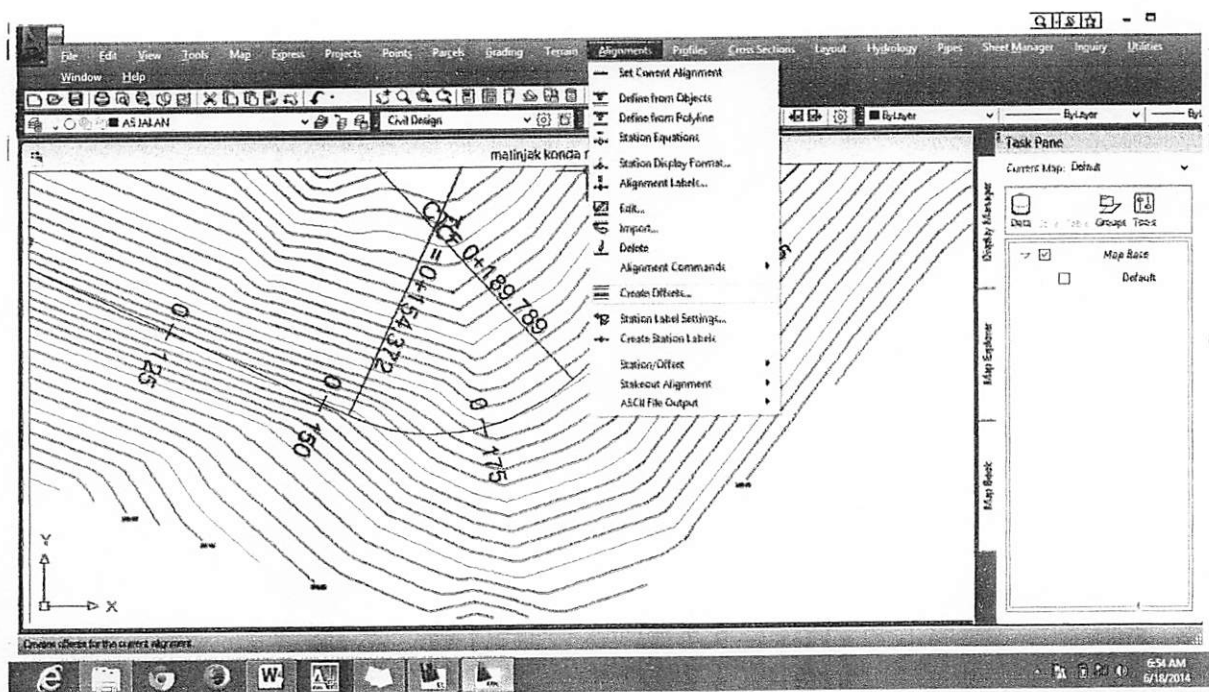 File Edit View Tools Map Express Projects Points Parcels Grading Terrain Alignments Profiles Cross Sections Layout Hydrology Pipes Sheet Manager Inquiry Utilities
Window Help
Set Current Alignment
Define from Objects
Define from Polyline
Station Equations
Station Display Format...
Alignment Labels...
Edit...
Import...
Delete
Alignment Commands
Create Offsets...
Station Label Settings...
Create Station Labels
Station/Offset
Stakeout Alignment
ASCII File Output
AS JALAN
Civil Design
ByLayer
ByLayer
malinjak konda
Task Pane
Current Map: Default
Data
Groups
Tools
Map Base
Default
Display Manager
Map Explorer
Map Book
0+189.789
= 0+154.372
0
125
0
150
0
175
Y
X
Creates offsets for the current alignment
W
6:54 AM
6/18/2014